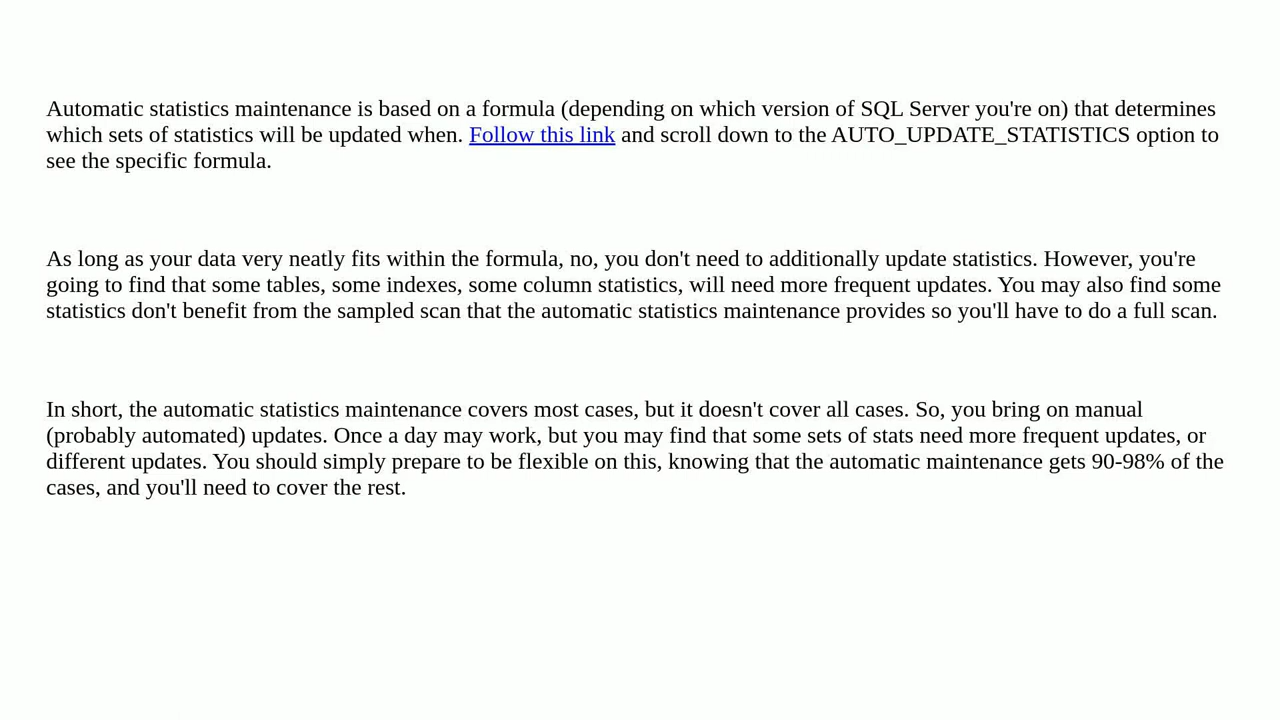 Automatic statistics maintenance is based on a formula (depending on which version of SQL Server you're on) that determines
which sets of statistics will be updated when. Follow this link and scroll down to the AUTO_UPDATE_STATISTICS option to
see the specific formula.
As long as your data very neatly fits within the formula, no, you don't need to additionally update statistics. However, you're
going to find that some tables, some indexes, some column statistics, will need more frequent updates. You may also find some
statistics don't benefit from the sampled scan that the automatic statistics maintenance provides so you'll have to do a full scan.
In short, the automatic statistics maintenance covers most cases, but it doesn't cover all cases. So, you bring on manual
(probably automated) updates. Once a day may work, but you may find that some sets of stats need more frequent updates, or
different updates. You should simply prepare to be flexible on this, knowing that the automatic maintenance gets 90-98% of the
cases, and you'll need to cover the rest.